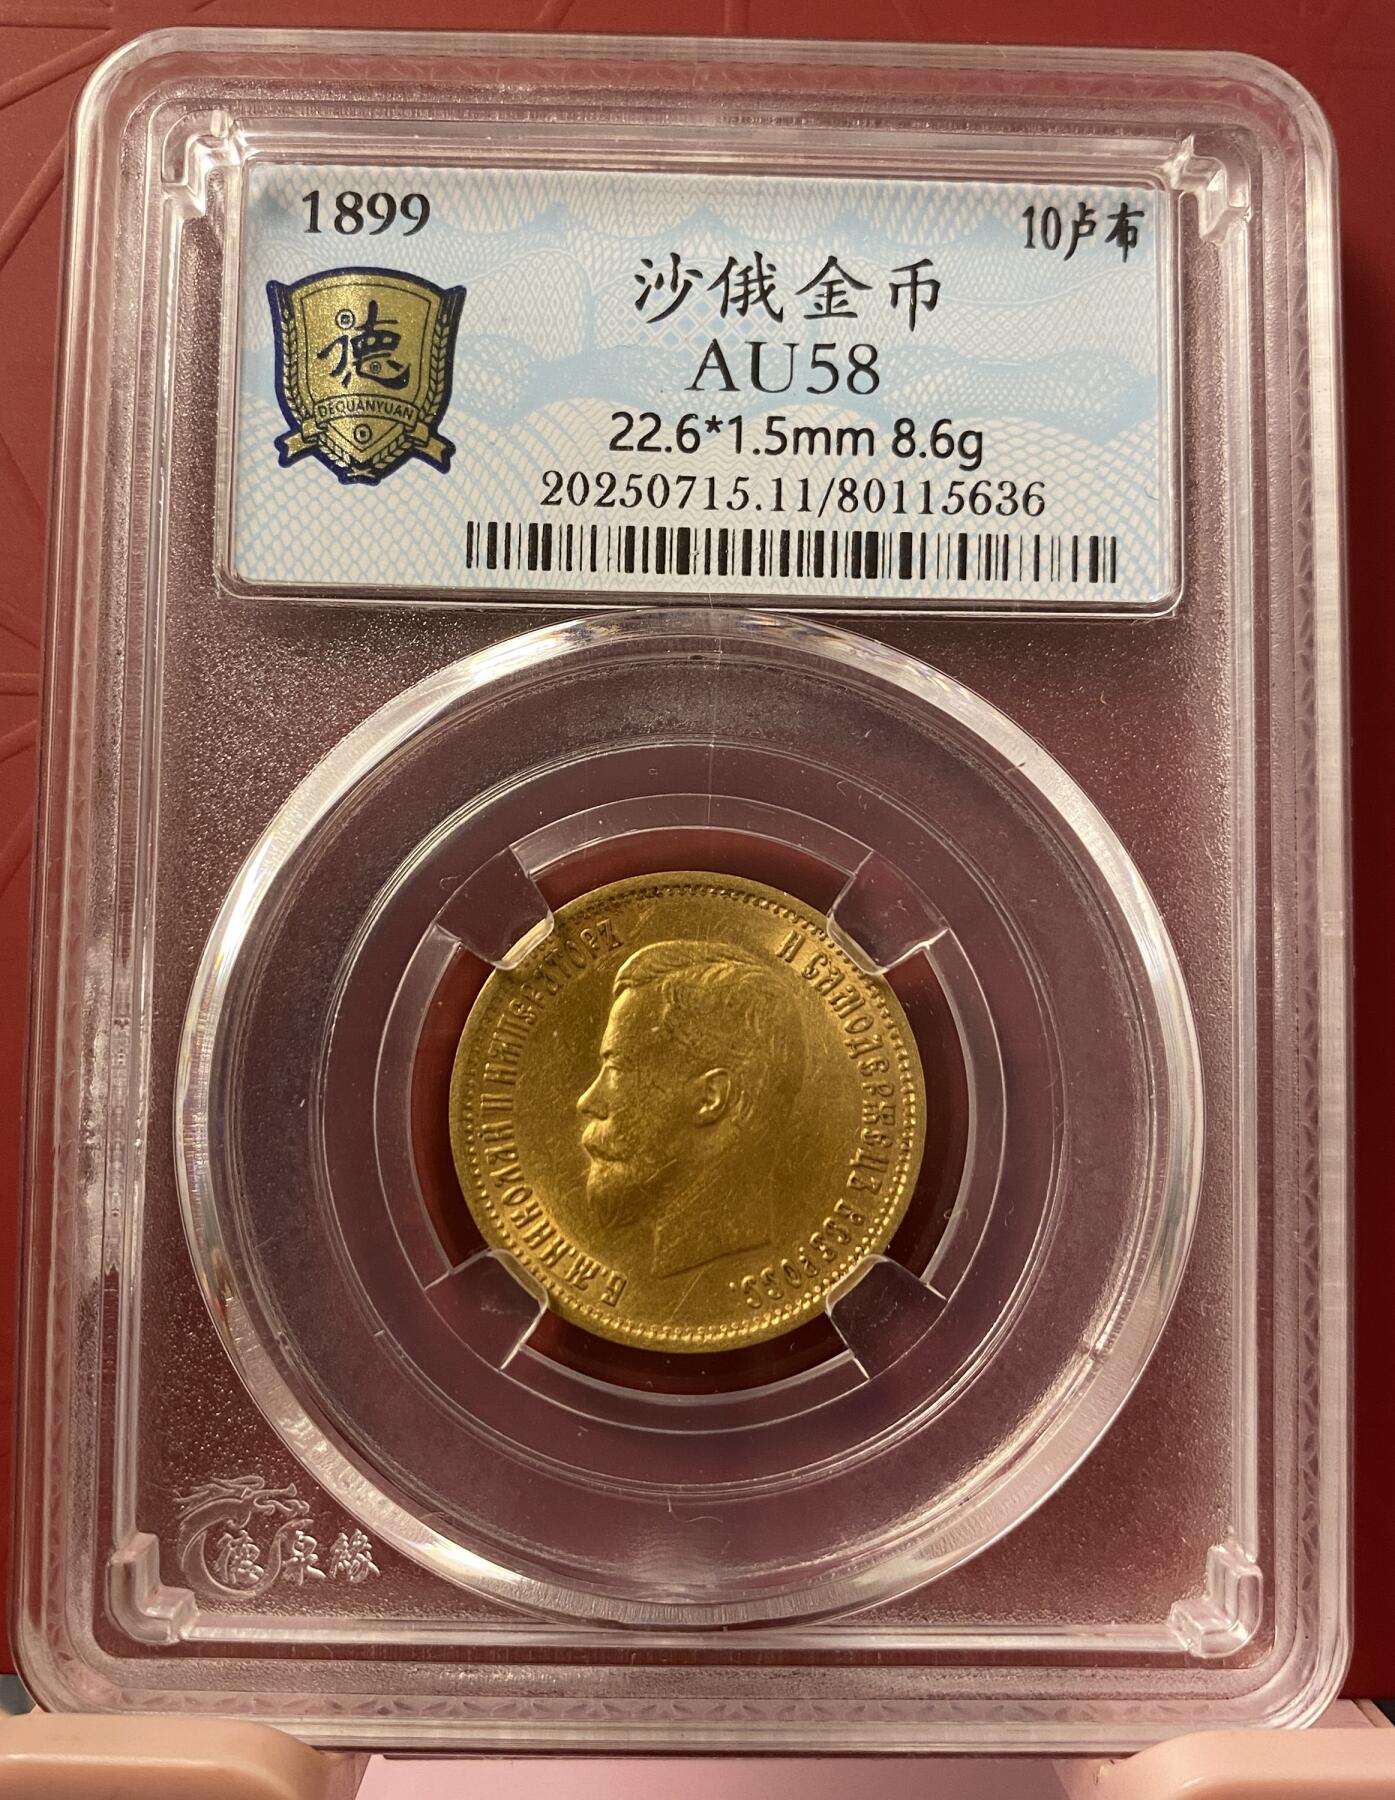 1899
10卢布
沙俄金币
德
AU58
DEQUANYUAN
22.6*1.5mm 8.6g
20250715.11/80115636
Б.М.НИКОЛАЙ II ИМПЕРАТОРЪ И САМОДЕРЖЕЦЪ ВСЕРОСС.
德泉緣